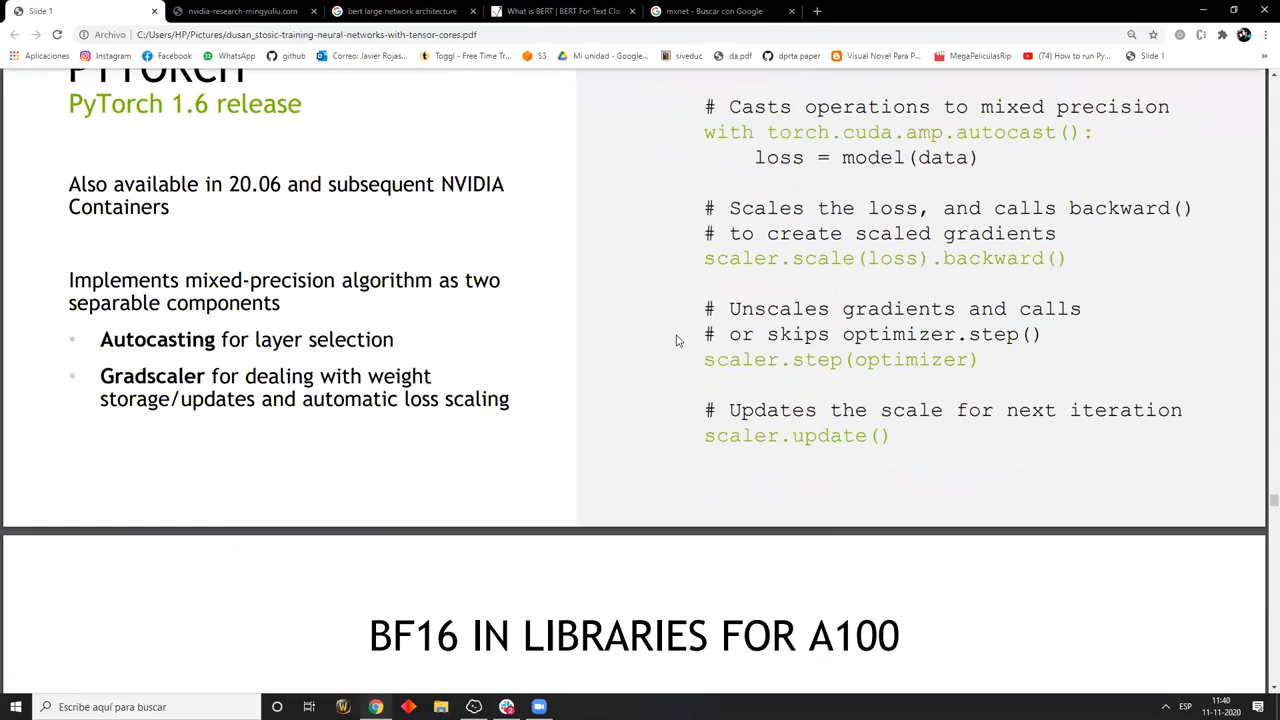 Slide 1
nvidia-research-mingyuliu.com
bert large network architecture -
What is BERT | BERT For Text Clas
mxnet - Buscar con Google
Archivo
C:/Users/HP/Pictures/dusan_stosic-training-neural-networks-with-tensor-cores.pdf
Aplicaciones
Instagram
Facebook
WhatsApp
github
Correo: Javier Rojas...
Toggl - Free Time Tr...
S3
Mi unidad - Google...
siveduc
da.pdf
dprta paper
Visual Novel Para P...
MegaPeliculasRip
(74) How to run Py...
Slide 1
PYTORCH
PyTorch 1.6 release
Also available in 20.06 and subsequent NVIDIA
Containers
Implements mixed-precision algorithm as two
separable components
• Autocasting for layer selection
• Gradscaler for dealing with weight
storage/updates and automatic loss scaling
# Casts operations to mixed precision
with torch.cuda.amp.autocast():
loss = model(data)
# Scales the loss, and calls backward()
# to create scaled gradients
scaler.scale(loss).backward()
# Unscales gradients and calls
# or skips optimizer.step()
scaler.step(optimizer)
# Updates the scale for next iteration
scaler.update()
BF16 IN LIBRARIES FOR A100
Escribe aquí para buscar
ESP
11:40
11-11-2020